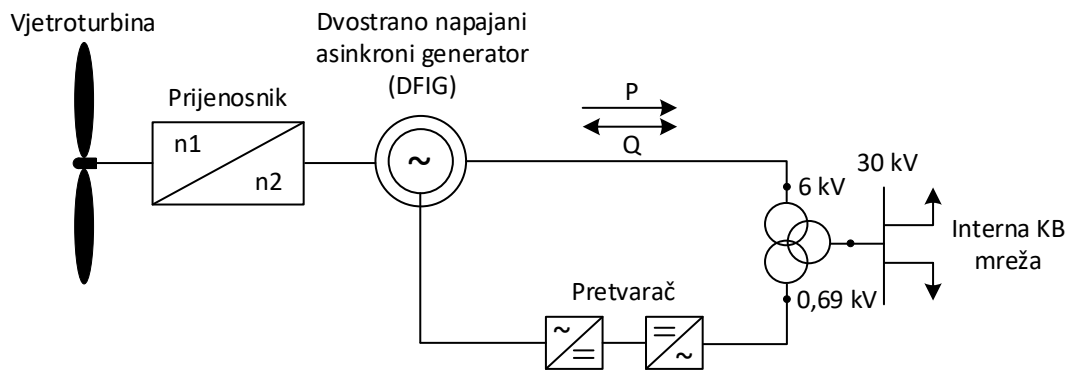 Vjetroturbina
Dvostrano napajani
asinkroni generator
(DFIG)
Prijenosnik
n1
n2
~
P
Q
6 kV
30 kV
Interna KB
mreža
0,69 kV
Pretvarač
~
=
=
~